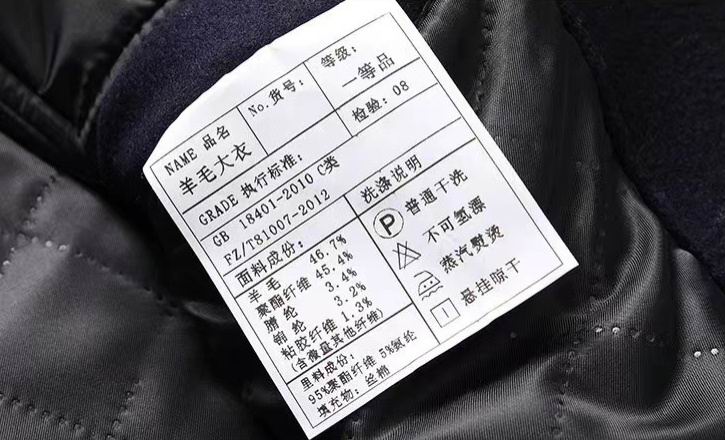 NAME 品名
羊毛大衣
No.货号:
等级:
一等品
检验: 08
GRADE 执行标准:
GB 18401-2010 C类
FZ/T81007-2012
面料成份:
羊毛 46.7%
聚酯纤维 45.4%
腈纶 3.4%
锦纶 3.2%
粘胶纤维 1.3%
(含微量其他纤维)
里料成份:
95%聚酯纤维 5%氨纶
填充物: 丝棉
洗涤说明
P 普通干洗
不可氯漂
蒸汽熨烫
悬挂晾干